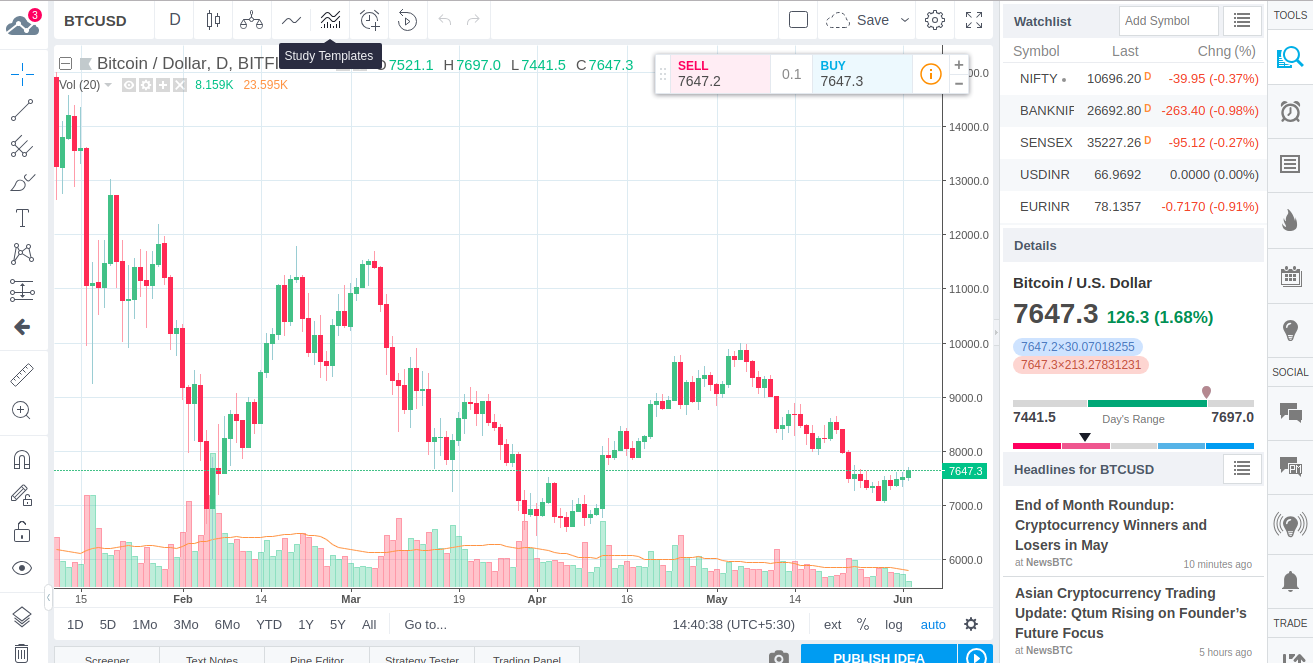 3
BTCUSD
D
Save
Study Templates
Bitcoin / Dollar, D, BITFI
7521.1 H7697.0 L7441.5 C7647.3
Vol (20)
8.159K 23.595K
SELL
7647.2
0.1
BUY
7647.3
14000.0
13000.0
12000.0
11000.0
10000.0
9000.0
8000.0
7647.3
7000.0
6000.0
15 Feb 14 Mar 19 Apr 16 May 14 Jun
1D 5D 1Mo 3Mo 6Mo YTD 1Y 5Y All Go to...
14:40:38 (UTC+5:30) ext % log auto
Screener Text Notes Pine Editor Strategy Tester Trading Panel
PUBLISH IDEA
Watchlist
Add Symbol
Symbol Last Chng (%)
NIFTY 10696.20 D -39.95 (-0.37%)
BANKNIF 26692.80 D -263.40 (-0.98%)
SENSEX 35227.26 D -95.12 (-0.27%)
USDINR 66.9692 0.0000 (0.00%)
EURINR 78.1357 -0.7170 (-0.91%)
Details
Bitcoin / U.S. Dollar
7647.3 126.3 (1.68%)
7647.2×30.07018255
7647.3×213.27831231
7441.5 Day's Range 7697.0
Headlines for BTCUSD
End of Month Roundup:
Cryptocurrency Winners and
Losers in May
at NewsBTC 10 minutes ago
Asian Cryptocurrency Trading
Update: Qtum Rising on Founder's
Future Focus
at NewsBTC 5 hours ago
TOOLS
SOCIAL
TRADE